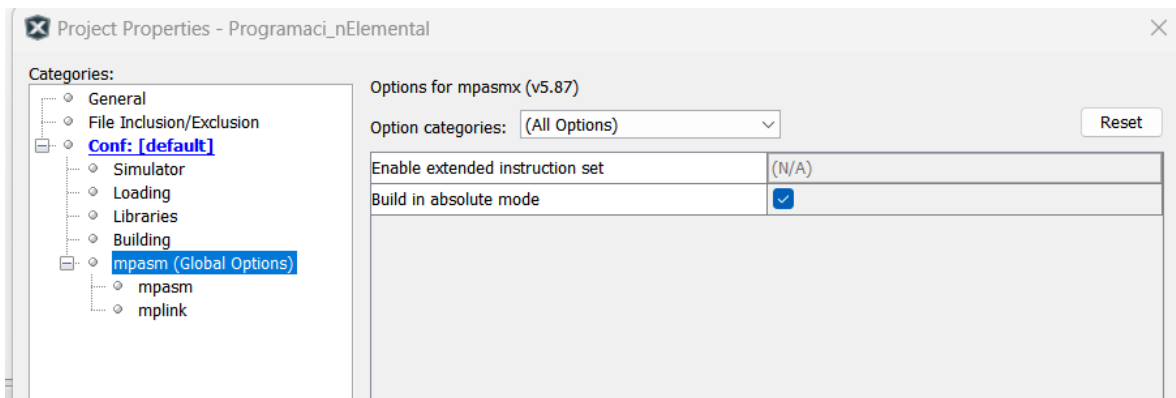 Project Properties - Programaci_nElemental
Categories:
General
File Inclusion/Exclusion
Conf: [default]
Simulator
Loading
Libraries
Building
mpasm (Global Options)
mpasm
mplink
Options for mpasmx (v5.87)
Option categories: (All Options)
Reset
Enable extended instruction set (N/A)
Build in absolute mode